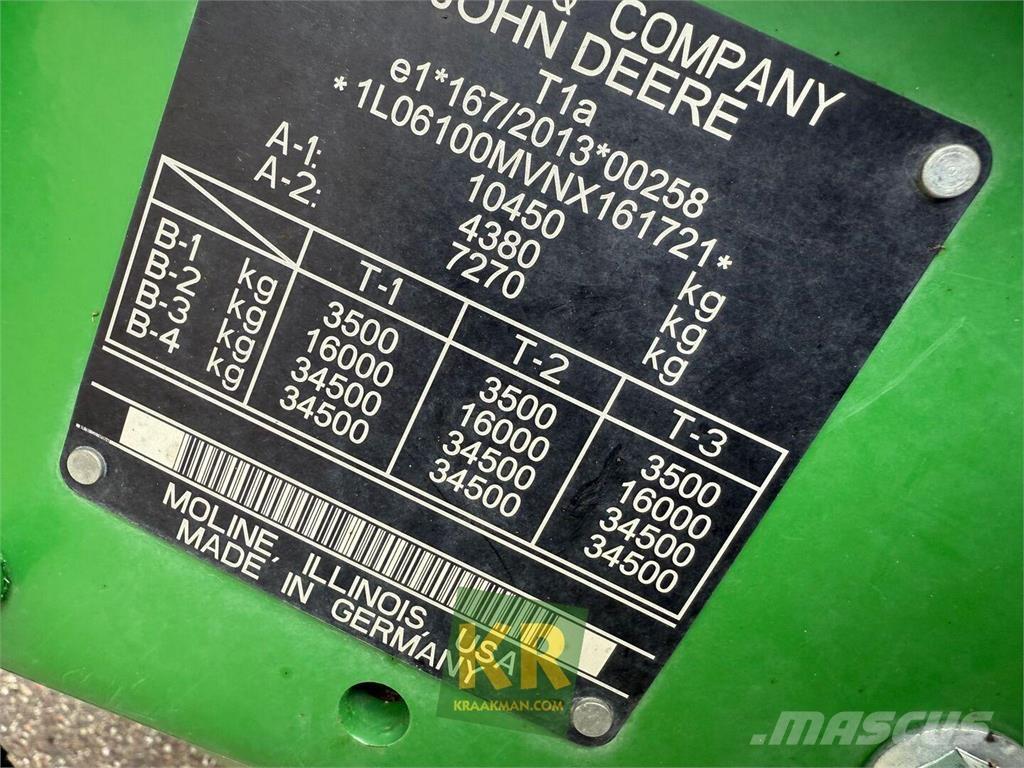 & COMPANY
JOHN DEERE
T1a
e1*167/2013*00258
*1L06100MVNX161721*
10450 kg
A-1: 4380 kg
A-2: 7270 kg
T-1 T-2 T-3
B-1 kg 3500 3500 3500
B-2 kg 16000 16000 16000
B-3 kg 34500 34500 34500
B-4 kg 34500 34500 34500
MOLINE, ILLINOIS, USA
MADE IN GERMANY
KR
KRAAKMAN.COM
MASCUS